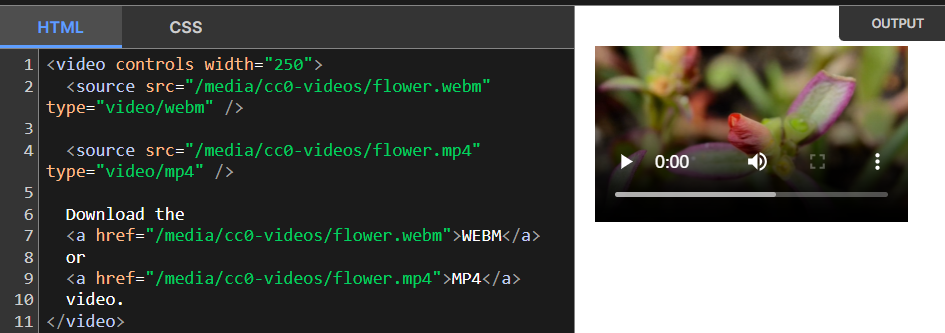 HTML
CSS
OUTPUT
1 <video controls width="250">
2   <source src="/media/cc0-videos/flower.webm"
type="video/webm" />
3
4   <source src="/media/cc0-videos/flower.mp4"
type="video/mp4" />
5
6   Download the
7   <a href="/media/cc0-videos/flower.webm">WEBM</a>
8   or
9   <a href="/media/cc0-videos/flower.mp4">MP4</a>
10   video.
11 </video>
0:00